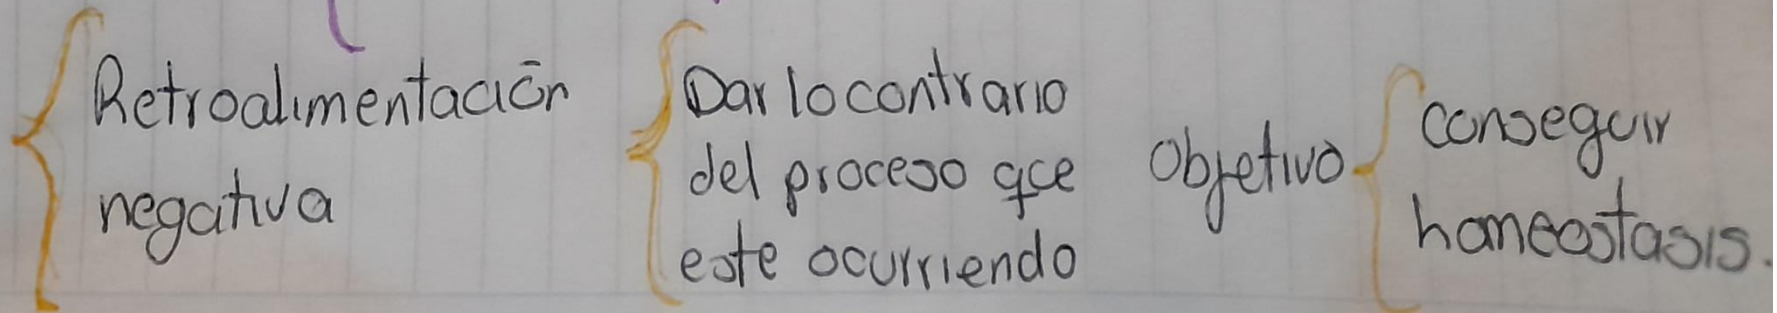 Retroalimentación
negativa
Dar lo contrario
del proceso que
este ocurriendo
Objetivo
conseguir
homeostasis.